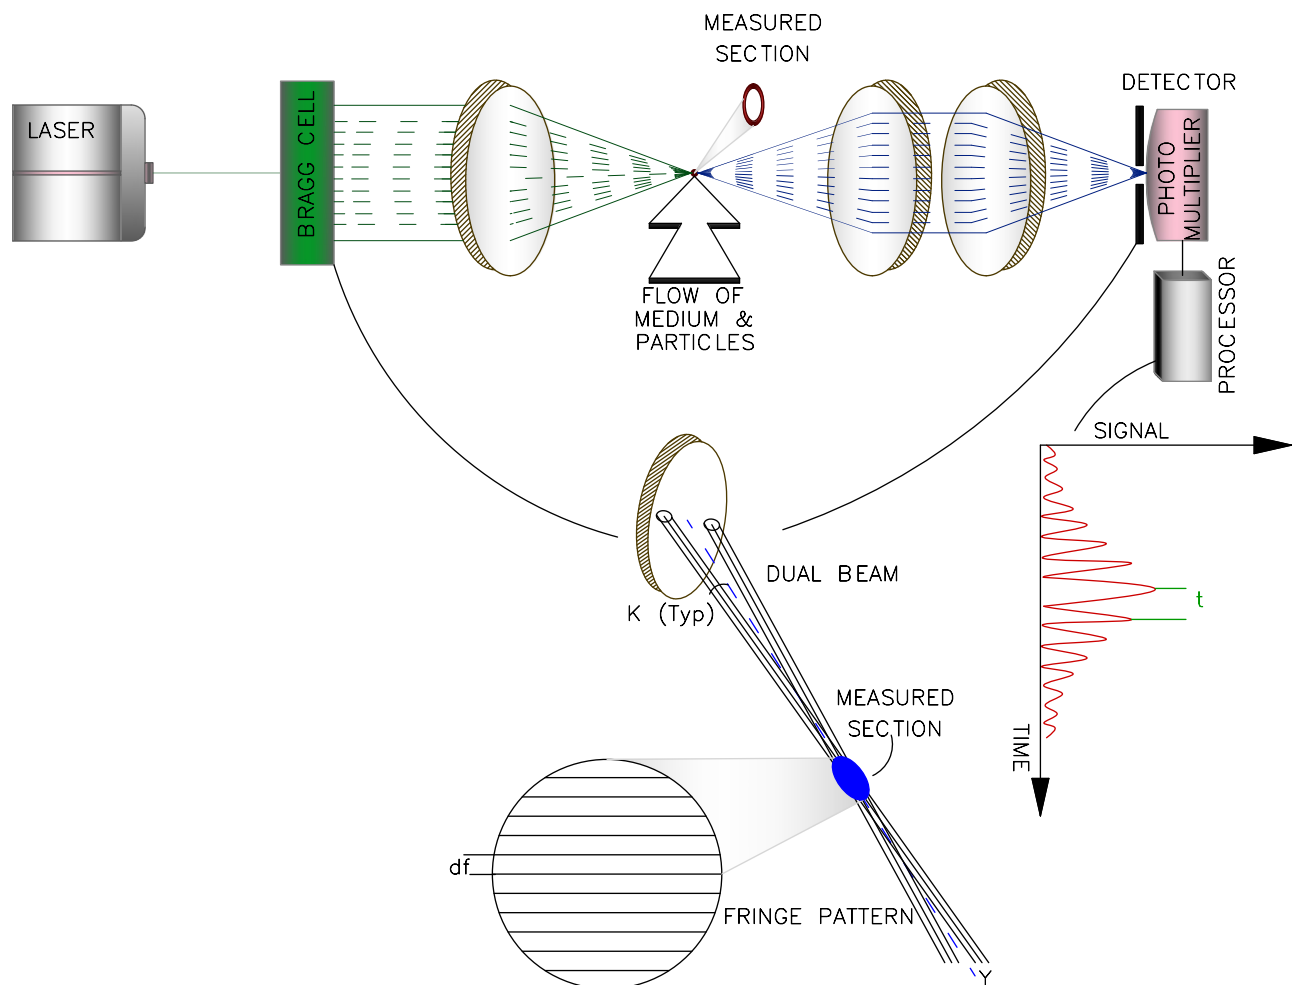 MEASURED
SECTION
DETECTOR
LASER
BRAGG CELL
PHOTO
MULTIPLIER
FLOW OF
MEDIUM &
PARTICLES
PROCESSOR
SIGNAL
DUAL BEAM
K (Typ)
t
MEASURED
SECTION
TIME
df
FRINGE PATTERN
Y